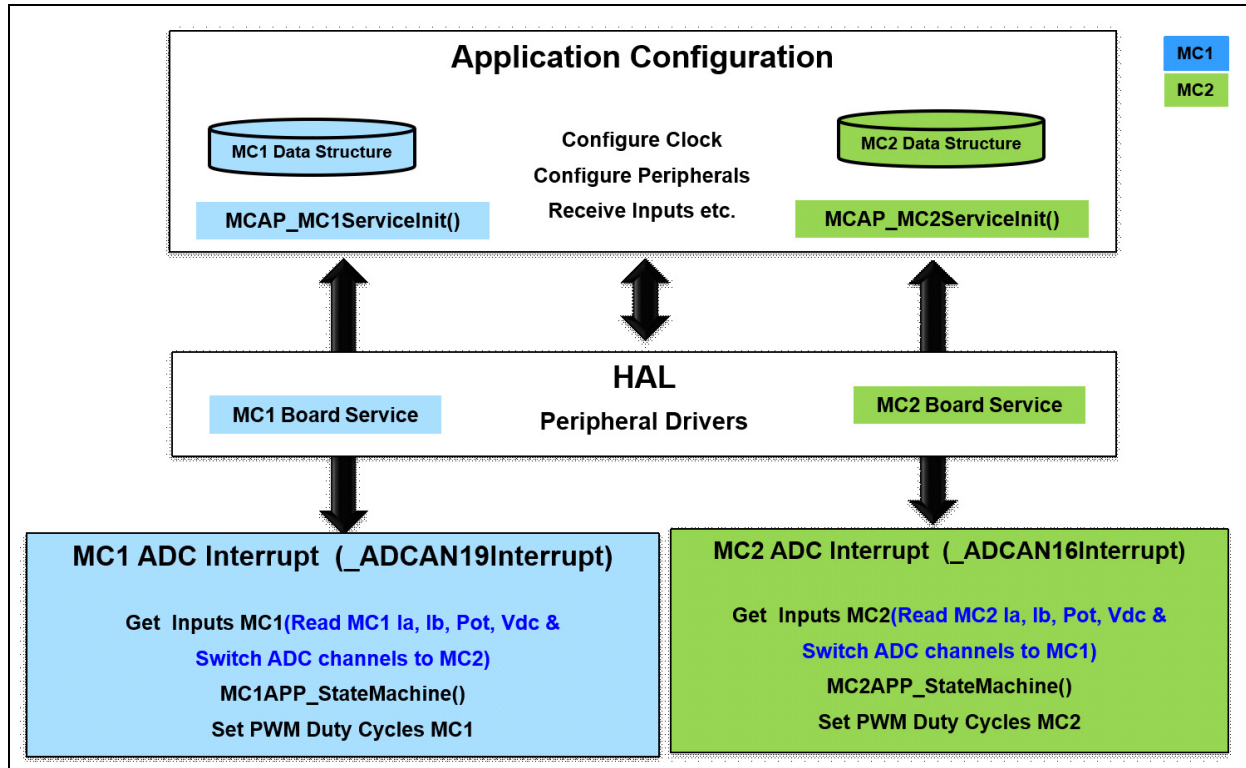 Application Configuration
MC1
MC2
MC1 Data Structure
Configure Clock
MC2 Data Structure
Configure Peripherals
MCAP_MC1ServiceInit()
Receive Inputs etc.
MCAP_MC2ServiceInit()
HAL
MC1 Board Service
Peripheral Drivers
MC2 Board Service
MC1 ADC Interrupt (_ADCAN19Interrupt)
Get Inputs MC1(Read MC1 Ia, Ib, Pot, Vdc &
Switch ADC channels to MC2)
MC1APP_StateMachine()
Set PWM Duty Cycles MC1
MC2 ADC Interrupt (_ADCAN16Interrupt)
Get Inputs MC2(Read MC2 Ia, Ib, Pot, Vdc &
Switch ADC channels to MC1)
MC2APP_StateMachine()
Set PWM Duty Cycles MC2